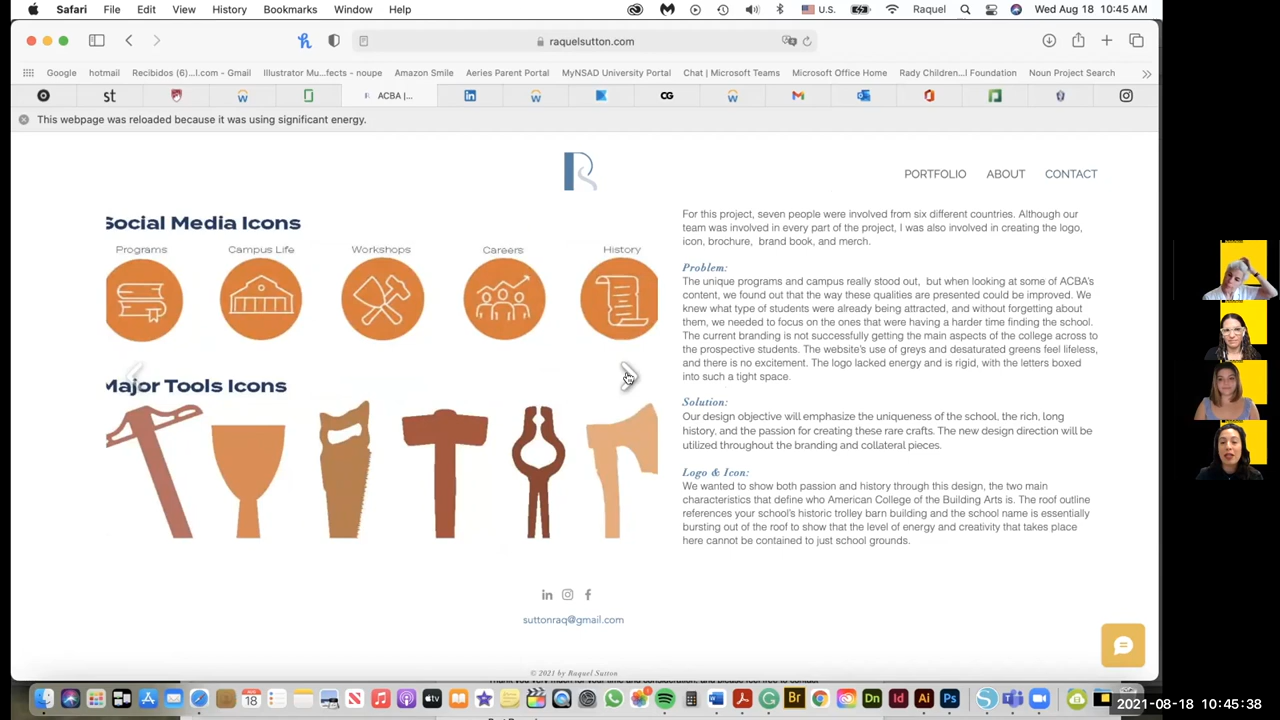 Safari File Edit View History Bookmarks Window Help U.S. Raquel Wed Aug 18 10:45 AM
raquelsutton.com
Google hotmail Recibidos (6)...l.com - Gmail Illustrator Mu...fects - noupe Amazon Smile Aeries Parent Portal MyNSAD University Portal Chat | Microsoft Teams Microsoft Office Home Rady Children...l Foundation Noun Project Search
st ACBA |... CG
This webpage was reloaded because it was using significant energy.
PORTFOLIO ABOUT CONTACT
Social Media Icons
Programs Campus Life Workshops Careers History
Major Tools Icons
For this project, seven people were involved from six different countries. Although our
team was involved in every part of the project, I was also involved in creating the logo,
icon, brochure, brand book, and merch.
Problem:
The unique programs and campus really stood out, but when looking at some of ACBA's
content, we found out that the way these qualities are presented could be improved. We
knew what type of students were already being attracted, and without forgetting about
them, we needed to focus on the ones that were having a harder time finding the school.
The current branding is not successfully getting the main aspects of the college across to
the prospective students. The website's use of greys and desaturated greens feel lifeless,
and there is no excitement. The logo lacked energy and is rigid, with the letters boxed
into such a tight space.
Solution:
Our design objective will emphasize the uniqueness of the school, the rich, long
history, and the passion for creating these rare crafts. The new design direction will be
utilized throughout the branding and collateral pieces.
Logo & Icon:
We wanted to show both passion and history through this design, the two main
characteristics that define who American College of the Building Arts is. The roof outline
references your school's historic trolley barn building and the school name is essentially
bursting out of the roof to show that the level of energy and creativity that takes place
here cannot be contained to just school grounds.
suttonraq@gmail.com
© 2021 by Raquel Sutton
AUG
18
Br Dn Id Ai Ps
2021-08-18 10:45:38